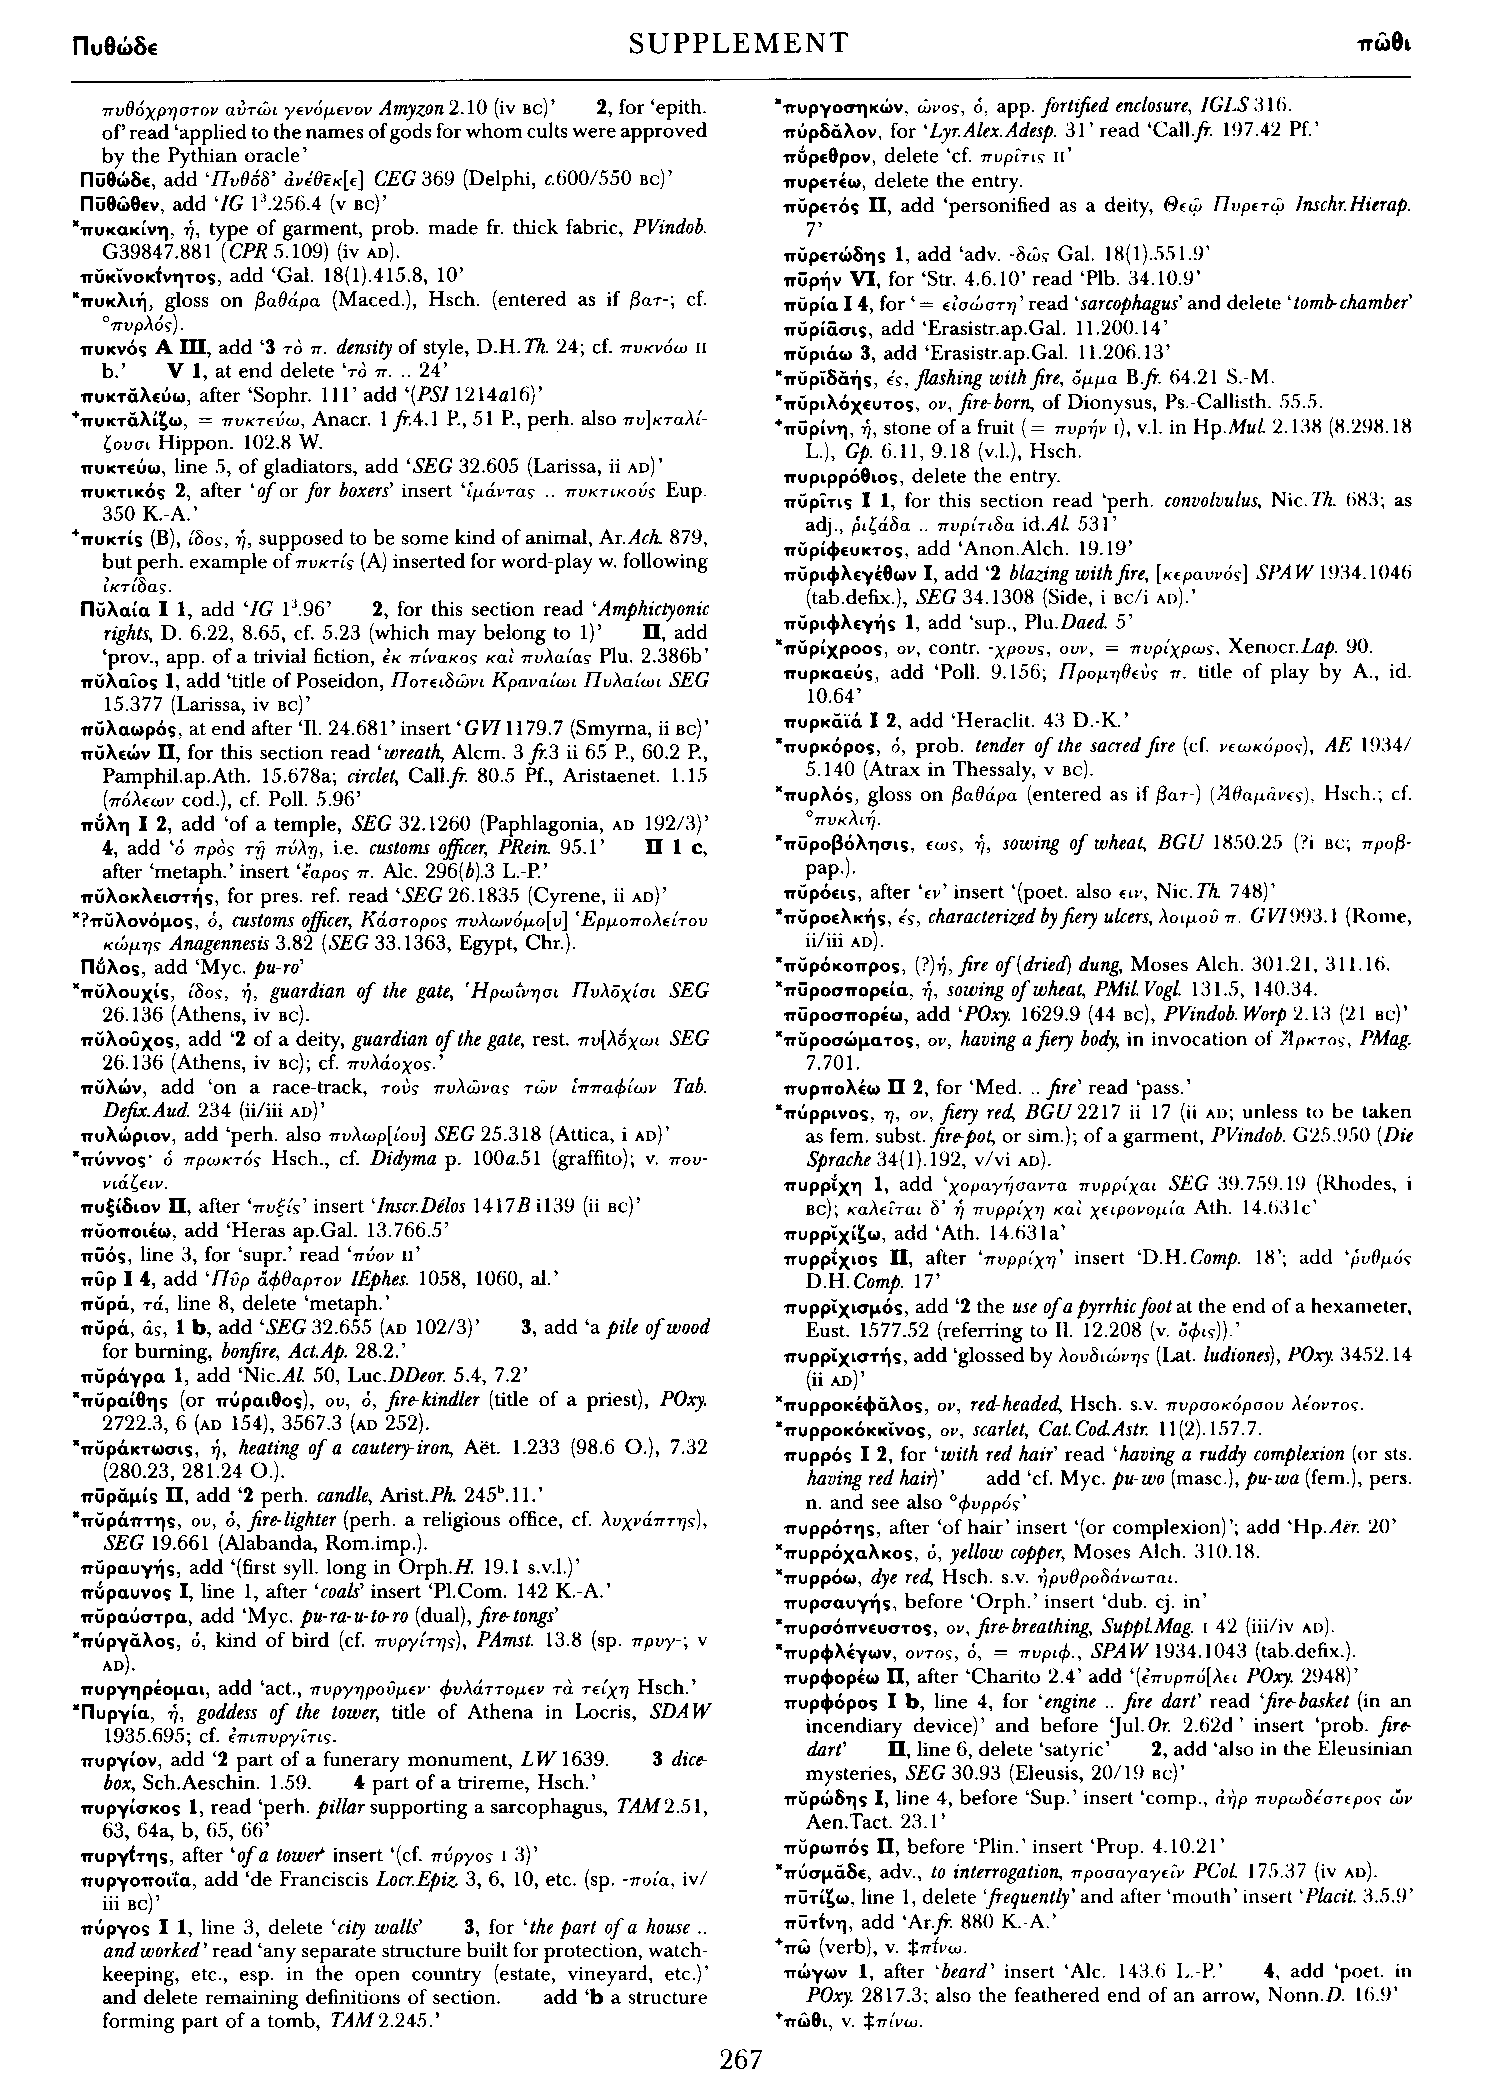 Πυθώδε
SUPPLEMENT
πῶθι
πυθόχρηστον αὐτῶι γενόμενον Amyzon 2.10 (iv BC)’ 2, for ‘epith.
of’ read ‘applied to the names of gods for whom cults were approved
by the Pythian oracle’
Πῡθώδε, add ‘Πυθο̄́δ’ ἀνέθε̄κ[ε] CEG 369 (Delphi, c.600/550 BC)’
Πῡθῶθεν, add ‘IG 1³.256.4 (v BC)’
*πυκακίνη, ἡ, type of garment, prob. made fr. thick fabric, PVindob.
G39847.881 (CPR 5.109) (iv AD).
πῠκῐνοκί̄νητος, add ‘Gal. 18(1).415.8, 10’
*πυκλιή, gloss on βαθάρα (Maced.), Hsch. (entered as if βατ-; cf.
°πυρλός).
πυκνός A III, add ‘3 τὸ π. density of style, D.H.Th. 24; cf. πυκνόω II
b.’ V 1, at end delete ‘τὸ π. .. 24’
πυκτᾰλεύω, after ‘Sophr. 111’ add ‘(PSI 1214a16)’
⁺πυκτᾰλίζω, = πυκτεύω, Anacr. 1 fr.4.1 P., 51 P., perh. also πυ]κταλί-
ζουσι Hippon. 102.8 W.
πυκτεύω, line 5, of gladiators, add ‘SEG 32.605 (Larissa, ii AD)’
πυκτικός 2, after ‘of or for boxers’ insert ‘ἱμάντας .. πυκτικούς Eup.
350 K.-A.’
⁺πυκτίς (B), ίδος, ἡ, supposed to be some kind of animal, Ar.Ach. 879,
but perh. example of πυκτίς (A) inserted for word-play w. following
ἰκτίδας.
Πῠλαία I 1, add ‘IG 1³.96’ 2, for this section read ‘Amphictyonic
rights, D. 6.22, 8.65, cf. 5.23 (which may belong to 1)’ II, add
‘prov., app. of a trivial fiction, ἐκ πίνακος καὶ πυλαίας Plu. 2.386b’
πῠλαῖος 1, add ‘title of Poseidon, Ποτειδῶνι Κραναίωι Πυλαίωι SEG
15.377 (Larissa, iv BC)’
πῠλαωρός, at end after ‘Il. 24.681’ insert ‘GVI 1179.7 (Smyrna, ii BC)’
πῠλεών II, for this section read ‘wreath, Alcm. 3 fr.3 ii 65 P., 60.2 P.,
Pamphil.ap.Ath. 15.678a; circlet, Call.fr. 80.5 Pf., Aristaenet. 1.15
(πόλεων cod.), cf. Poll. 5.96’
πύ̆λη I 2, add ‘of a temple, SEG 32.1260 (Paphlagonia, AD 192/3)’
4, add ‘ὁ πρὸς τῇ πύλῃ, i.e. customs officer, PRein. 95.1’ II 1 c,
after ‘metaph.’ insert ‘ἔαρος π. Alc. 296(b).3 L.-P.’
πῠλοκλειστής, for pres. ref. read ‘SEG 26.1835 (Cyrene, ii AD)’
*?πῠλονόμος, ὁ, customs officer, Κάστορος πυλωνόμο[υ] Ἑρμοπολείτου
κώμης Anagennesis 3.82 (SEG 33.1363, Egypt, Chr.).
Πύ̆λος, add ‘Myc. pu-ro’
*πῠλουχίς, ίδος, ἡ, guardian of the gate, Ἡρωΐνησι Πυλο̄χίσι SEG
26.136 (Athens, iv BC).
πῠλοῦχος, add ‘2 of a deity, guardian of the gate, rest. πυ[λο̄́χωι SEG
26.136 (Athens, iv BC); cf. πυλάοχος.’
πῠλών, add ‘on a race-track, τοὺς πυλῶνας τῶν ἱππαφίων Tab.
Defix.Aud. 234 (ii/iii AD)’
πυλώριον, add ‘perh. also πυλωρ[ίου] SEG 25.318 (Attica, i AD)’
*πύννος· ὁ πρωκτός Hsch., cf. Didyma p. 100a.51 (graffito); v. που-
νιάζειν.
πυξίδιον II, after ‘πυξίς’ insert ‘Inscr.Délos 1417B i139 (ii BC)’
πῡοποιέω, add ‘Heras ap.Gal. 13.766.5’
πῡός, line 3, for ‘supr.’ read ‘πύον II’
πῦρ I 4, add ‘Πῦρ ἄφθαρτον IEphes. 1058, 1060, al.’
πῠρά, τά, line 8, delete ‘metaph.’
πῠρά, ᾶς, 1 b, add ‘SEG 32.655 (AD 102/3)’ 3, add ‘a pile of wood
for burning, bonfire, Act.Ap. 28.2.’
πῠράγρα 1, add ‘Nic.Al. 50, Luc.DDeor. 5.4, 7.2’
*πῠραίθης (or πύραιθος), ου, ὁ, fire-kindler (title of a priest), POxy.
2722.3, 6 (AD 154), 3567.3 (AD 252).
*πῠράκτωσις, ἡ, heating of a cautery-iron, Aët. 1.233 (98.6 O.), 7.32
(280.23, 281.24 O.).
πῡρᾰμίς II, add ‘2 perh. candle, Arist.Ph. 245ᵇ.11.’
*πῠράπτης, ου, ὁ, fire-lighter (perh. a religious office, cf. λυχνάπτης),
SEG 19.661 (Alabanda, Rom.imp.).
πῠραυγής, add ‘(first syll. long in Orph.H. 19.1 s.v.l.)’
πύ̆ραυνος I, line 1, after ‘coals’ insert ‘Pl.Com. 142 K.-A.’
πῠραύστρα, add ‘Myc. pu-ra-u-to-ro (dual), fire-tongs’
*πύργᾰλος, ὁ, kind of bird (cf. πυργίτης), PAmst. 13.8 (sp. πρυγ-; v
AD).
πυργηρέομαι, add ‘act., πυργηροῦμεν· φυλάττομεν τὰ τείχη Hsch.’
*Πυργία, ἡ, goddess of the tower, title of Athena in Locris, SDAW
1935.695; cf. ἐπιπυργῖτις.
πυργίον, add ‘2 part of a funerary monument, LW 1639. 3 dice-
box, Sch.Aeschin. 1.59. 4 part of a trireme, Hsch.’
πυργίσκος 1, read ‘perh. pillar supporting a sarcophagus, TAM 2.51,
63, 64a, b, 65, 66’
πυργί̄της, after ‘of a tower’ insert ‘(cf. πύργος I 3)’
πυργοποιΐα, add ‘de Franciscis Locr.Epiz. 3, 6, 10, etc. (sp. -ποία, iv/
iii BC)’
πύργος I 1, line 3, delete ‘city walls’ 3, for ‘the part of a house ..
and worked’ read ‘any separate structure built for protection, watch-
keeping, etc., esp. in the open country (estate, vineyard, etc.)’
and delete remaining definitions of section. add ‘b a structure
forming part of a tomb, TAM 2.245.’
*πυργοσηκών, ῶνος, ὁ, app. fortified enclosure, IGLS 316.
πύρδᾰλον, for ‘Lyr.Alex.Adesp. 31’ read ‘Call.fr. 197.42 Pf.’
πύ̆ρεθρον, delete ‘cf. πυρῖτις II’
πυρετέω, delete the entry.
πῠρετός II, add ‘personified as a deity, Θεῷ Πυρετῷ Inschr.Hierap.
7’
πῠρετώδης 1, add ‘adv. -δῶς Gal. 18(1).551.9’
πῡρήν VI, for ‘Str. 4.6.10’ read ‘Plb. 34.10.9’
πῠρία I 4, for ‘= εἰσώστη’ read ‘sarcophagus’ and delete ‘tomb-chamber’
πῠρίᾱσις, add ‘Erasistr.ap.Gal. 11.200.14’
πῠριάω 3, add ‘Erasistr.ap.Gal. 11.206.13’
*πῠρῐδᾰής, ές, flashing with fire, ὄμμα B.fr. 64.21 S.-M.
*πῠριλόχευτος, ον, fire-born, of Dionysus, Ps.-Callisth. 55.5.
⁺πῡρίνη, ἡ, stone of a fruit (= πυρήν I), v.l. in Hp.Mul. 2.138 (8.298.18
L.), Gp. 6.11, 9.18 (v.l.), Hsch.
πυριρρόθιος, delete the entry.
πῠρῖτις I 1, for this section read ‘perh. convolvulus, Nic.Th. 683; as
adj., ῥιζάδα .. πυρίτιδα id.Al. 531’
πῠρίφευκτος, add ‘Anon.Alch. 19.19’
πῠριφλεγέθων I, add ‘2 blazing with fire, [κεραυνός] SPAW 1934.1046
(tab.defix.), SEG 34.1308 (Side, i BC/i AD).’
πῠριφλεγής 1, add ‘sup., Plu.Daed. 5’
*πῠρίχροος, ον, contr. -χρους, ουν, = πυρίχρως, Xenocr.Lap. 90.
πυρκαεύς, add ‘Poll. 9.156; Προμηθεὺς π. title of play by A., id.
10.64’
πυρκᾰϊά I 2, add ‘Heraclit. 43 D.-K.’
*πυρκόρος, ὁ, prob. tender of the sacred fire (cf. νεωκόρος), AE 1934/
5.140 (Atrax in Thessaly, v BC).
*πυρλός, gloss on βαθάρα (entered as if βατ-) (Ἀθαμᾶνες), Hsch.; cf.
°πυκλιή.
*πῡροβόλησις, εως, ἡ, sowing of wheat, BGU 1850.25 (?i BC; προβ-
pap.).
πῠρόεις, after ‘εν’ insert ‘(poet. also ειν, Nic.Th. 748)’
*πῠροελκής, ές, characterized by fiery ulcers, λοιμοῦ π. GVI 993.1 (Rome,
ii/iii AD).
*πῠρόκοπρος, (?)ἡ, fire of (dried) dung, Moses Alch. 301.21, 311.16.
*πῡροσπορεία, ἡ, sowing of wheat, PMil.Vogl. 131.5, 140.34.
πῡροσπορέω, add ‘POxy. 1629.9 (44 BC), PVindob.Worp 2.13 (21 BC)’
*πῠροσώματος, ον, having a fiery body, in invocation of Ἄρκτος, PMag.
7.701.
πυρπολέω II 2, for ‘Med. .. fire’ read ‘pass.’
*πύρρινος, η, ον, fiery red, BGU 2217 ii 17 (ii AD; unless to be taken
as fem. subst. fire-pot, or sim.); of a garment, PVindob. G25.950 (Die
Sprache 34(1).192, v/vi AD).
πυρρί̆χη 1, add ‘χοραγήσαντα πυρρίχαι SEG 39.759.19 (Rhodes, i
BC); καλεῖται δ’ ἡ πυρρίχη καὶ χειρονομία Ath. 14.631c’
πυρρῐχίζω, add ‘Ath. 14.631a’
πυρρί̆χιος II, after ‘πυρρίχη’ insert ‘D.H.Comp. 18’; add ‘ῥυθμός
D.H.Comp. 17’
πυρρῐχισμός, add ‘2 the use of a pyrrhic foot at the end of a hexameter,
Eust. 1577.52 (referring to Il. 12.208 (v. ὄφις)).’
πυρρῐχιστής, add ‘glossed by λουδιώνης (Lat. ludiones), POxy. 3452.14
(ii AD)’
*πυρροκέφᾰλος, ον, red-headed, Hsch. s.v. πυρσοκόρσου λέοντος.
*πυρροκόκκῐνος, ον, scarlet, Cat.Cod.Astr. 11(2).157.7.
πυρρός I 2, for ‘with red hair’ read ‘having a ruddy complexion (or sts.
having red hair)’ add ‘cf. Myc. pu-wo (masc.), pu-wa (fem.), pers.
n. and see also °φυρρός’
πυρρότης, after ‘of hair’ insert ‘(or complexion)’; add ‘Hp.Aër. 20’
*πυρρόχαλκος, ὁ, yellow copper, Moses Alch. 310.18.
*πυρρόω, dye red, Hsch. s.v. ἠρυθροδάνωται.
πυρσαυγής, before ‘Orph.’ insert ‘dub. cj. in’
*πυρσόπνευστος, ον, fire-breathing, Suppl.Mag. I 42 (iii/iv AD).
*πυρφλέγων, οντος, ὁ, = πυριφ., SPAW 1934.1043 (tab.defix.).
πυρφορέω II, after ‘Charito 2.4’ add ‘(ἐπυρπό[λει POxy. 2948)’
πυρφόρος I b, line 4, for ‘engine .. fire dart’ read ‘fire-basket (in an
incendiary device)’ and before ‘Jul.Or. 2.62d’ insert ‘prob. fire-
dart’ II, line 6, delete ‘satyric’ 2, add ‘also in the Eleusinian
mysteries, SEG 30.93 (Eleusis, 20/19 BC)’
πῠρώδης I, line 4, before ‘Sup.’ insert ‘comp., ἀὴρ πυρωδέστερος ὤν
Aen.Tact. 23.1’
πῠρωπός II, before ‘Plin.’ insert ‘Prop. 4.10.21’
*πύσμᾰδε, adv., to interrogation, προσαγαγεῖν PCol. 175.37 (iv AD).
πῡτίζω, line 1, delete ‘frequently’ and after ‘mouth’ insert ‘Placit. 3.5.9’
πῡτί̄νη, add ‘Ar.fr. 880 K.-A.’
⁺πῶ (verb), v. ‡πί̄νω.
πώγων 1, after ‘beard’ insert ‘Alc. 143.6 L.-P.’ 4, add ‘poet. in
POxy. 2817.3; also the feathered end of an arrow, Nonn.D. 16.9’
⁺πῶθι, v. ‡πίνω.
267